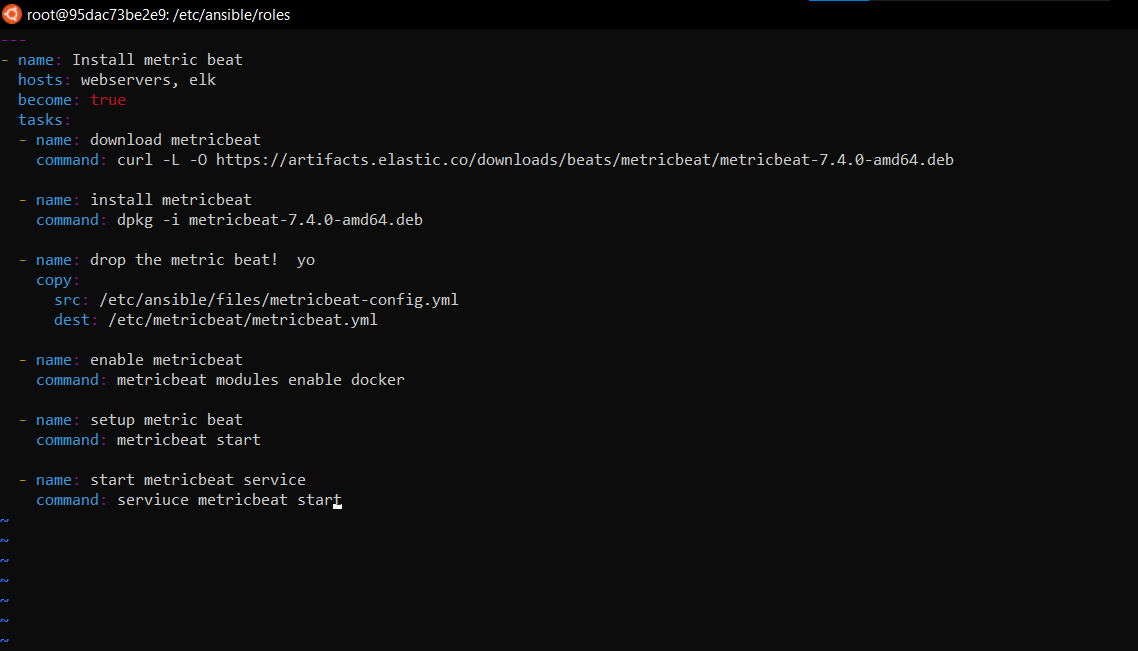 root@95dac73be2e9: /etc/ansible/roles
---
- name: Install metric beat
  hosts: webservers, elk
  become: true
  tasks:
  - name: download metricbeat
    command: curl -L -O https://artifacts.elastic.co/downloads/beats/metricbeat/metricbeat-7.4.0-amd64.deb
  - name: install metricbeat
    command: dpkg -i metricbeat-7.4.0-amd64.deb
  - name: drop the metric beat!  yo
    copy:
      src: /etc/ansible/files/metricbeat-config.yml
      dest: /etc/metricbeat/metricbeat.yml
  - name: enable metricbeat
    command: metricbeat modules enable docker
  - name: setup metric beat
    command: metricbeat start
  - name: start metricbeat service
    command: serviuce metricbeat start
~
~
~
~
~
~
~